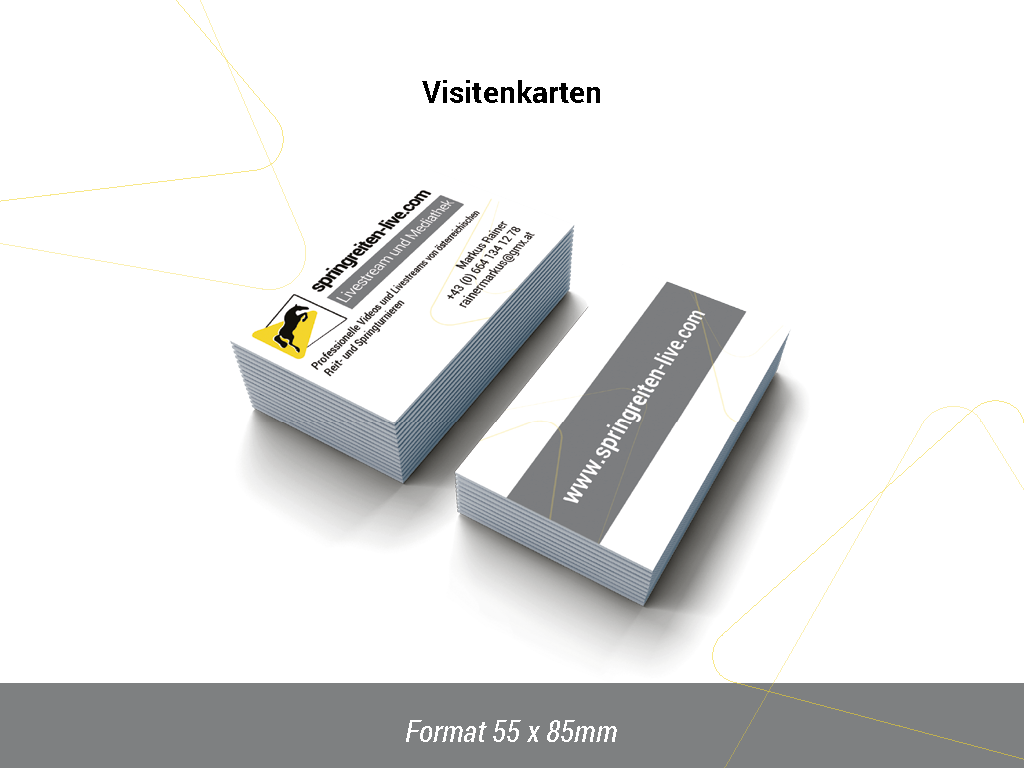 Visitenkarten
springreiten-live.com
Livestream und Mediathek
Professionelle Videos und Livestreams von österreichischen
Reit- und Springturnieren
Markus Rainer
+43 (0) 664 134 12 78
rainermarkus@gmx.at
www.springreiten-live.com
Format 55 x 85mm